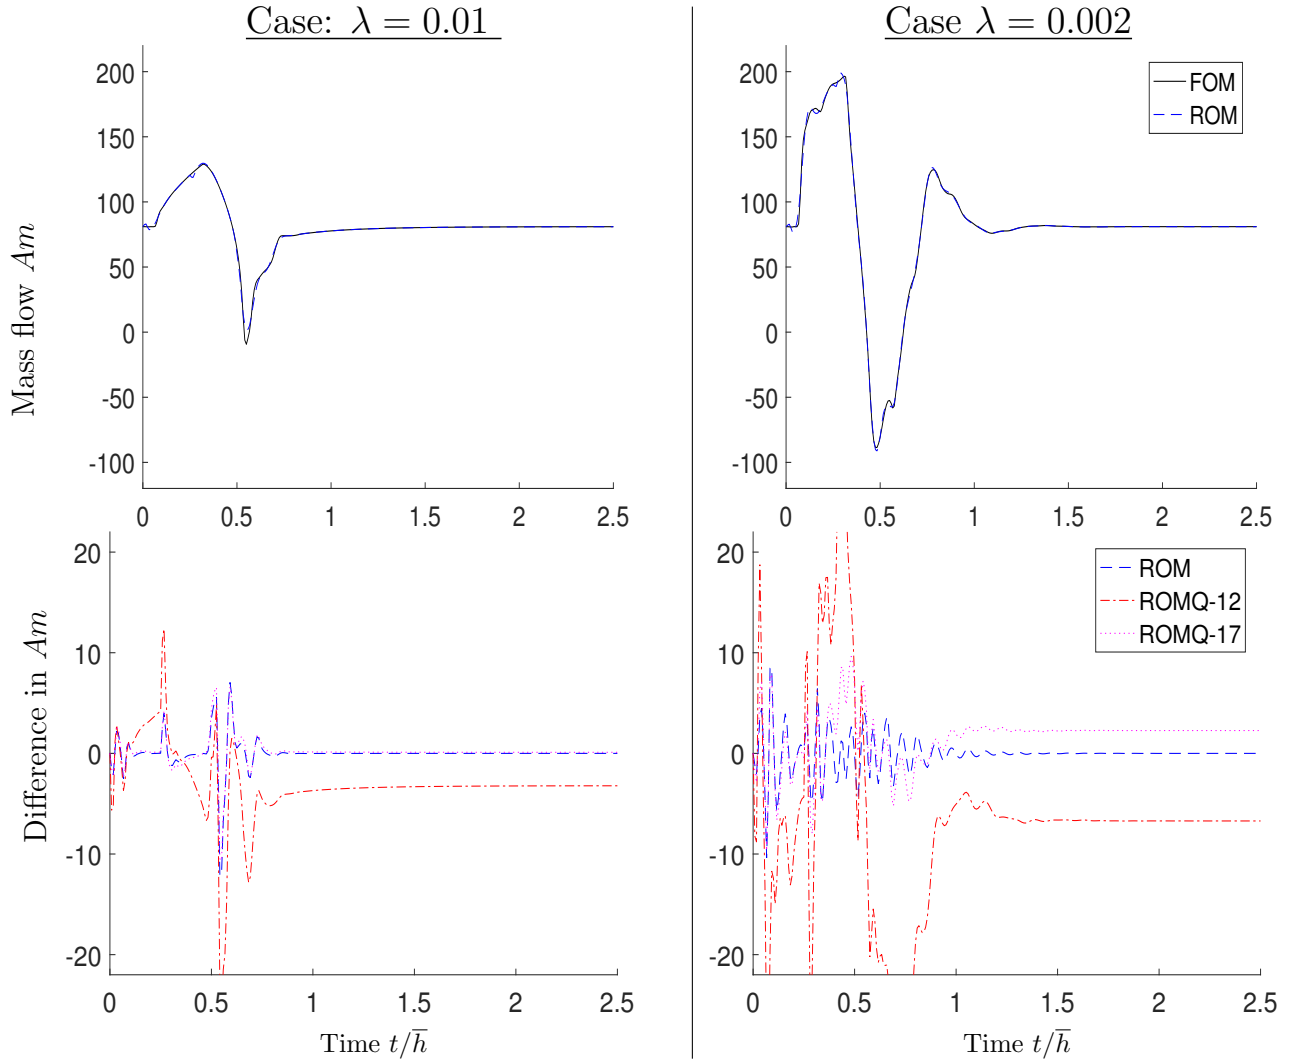 Case: λ = 0.01
Case λ = 0.002
Mass flow Am
200
150
100
50
0
-50
-100
0 0.5 1 1.5 2 2.5
200
150
100
50
0
-50
-100
0 0.5 1 1.5 2 2.5
FOM
ROM
Difference in Am
20
10
0
-10
-20
0 0.5 1 1.5 2 2.5
Time t/h̅
20
10
0
-10
-20
0 0.5 1 1.5 2 2.5
Time t/h̅
ROM
ROMQ-12
ROMQ-17